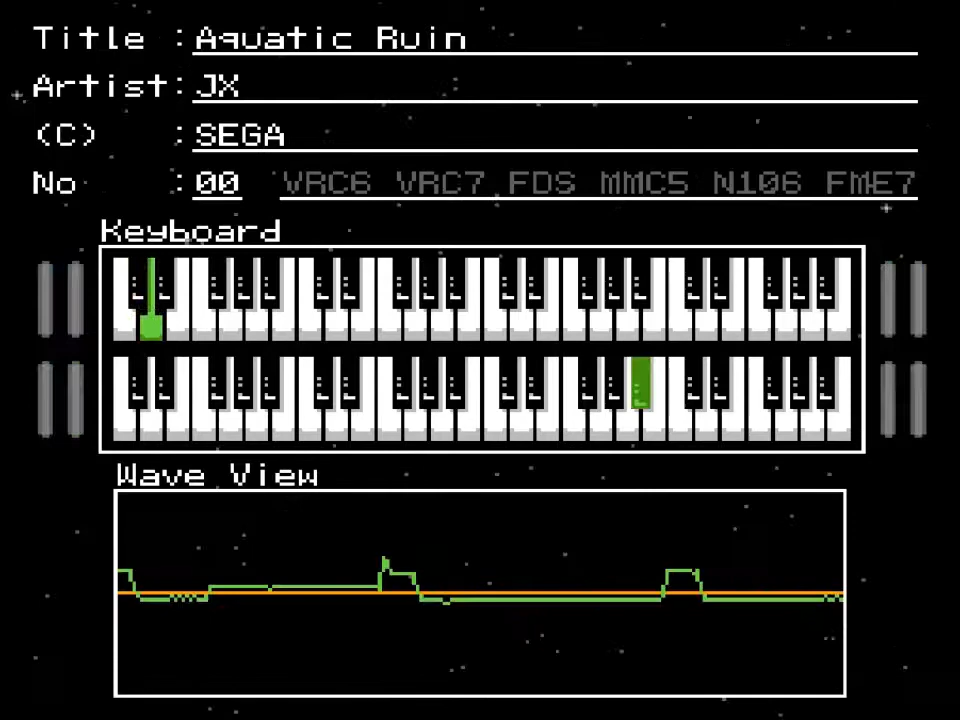 Title :Aquatic Ruin
Artist:JX
(C) :SEGA
No :00 VRC6 VRC7 FDS MMC5 N106 FME7
Keyboard
Wave View